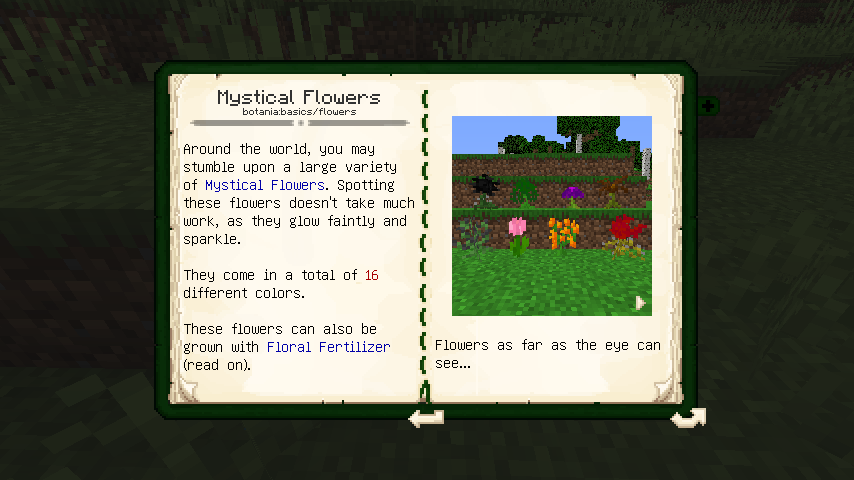 Mystical Flowers
botania:basics/flowers
Around the world, you may
stumble upon a large variety
of Mystical Flowers. Spotting
these flowers doesn't take much
work, as they glow faintly and
sparkle.
They come in a total of 16
different colors.
These flowers can also be
grown with Floral Fertilizer
(read on).
Flowers as far as the eye can
see...